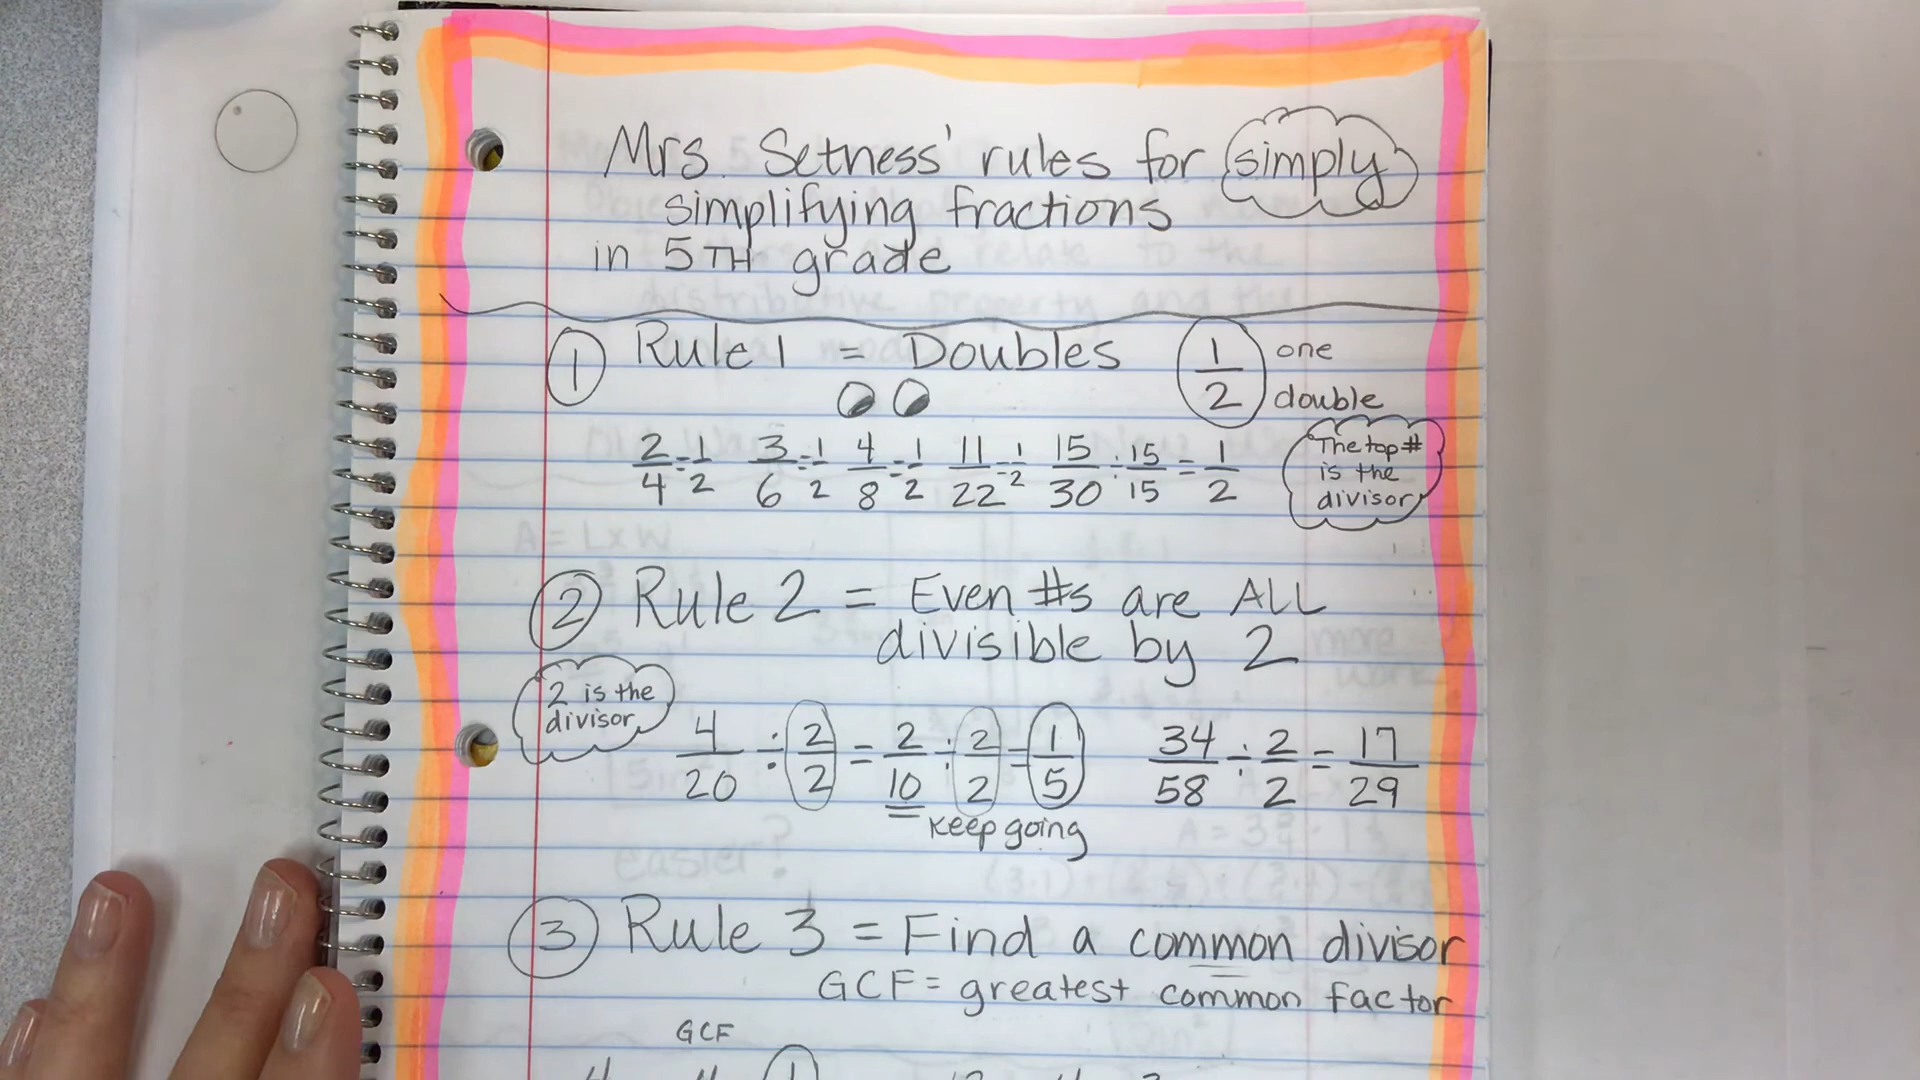 Mrs. Setness' rules for simply
simplifying fractions
in 5TH grade
① Rule 1 = Doubles
1/2 one double
2/4 = 1/2 3/6 = 1/2 4/8 = 1/2 11/22 = 1/2 15/30 ÷ 15/15 = 1/2
The top #
is the
divisor
② Rule 2 = Even #s are ALL
divisible by 2
2 is the
divisor
4/20 ÷ 2/2 = 2/10 ÷ 2/2 = 1/5 34/58 ÷ 2/2 = 17/29
keep going
③ Rule 3 = Find a common divisor
GCF = greatest common factor
GCF